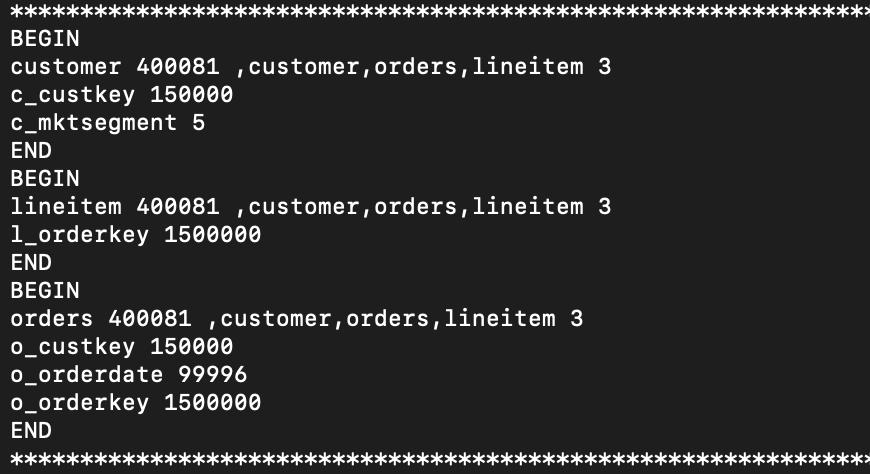 **************************************************************
BEGIN
customer 400081 ,customer,orders,lineitem 3
c_custkey 150000
c_mktsegment 5
END
BEGIN
lineitem 400081 ,customer,orders,lineitem 3
l_orderkey 1500000
END
BEGIN
orders 400081 ,customer,orders,lineitem 3
o_custkey 150000
o_orderdate 99996
o_orderkey 1500000
END
**************************************************************